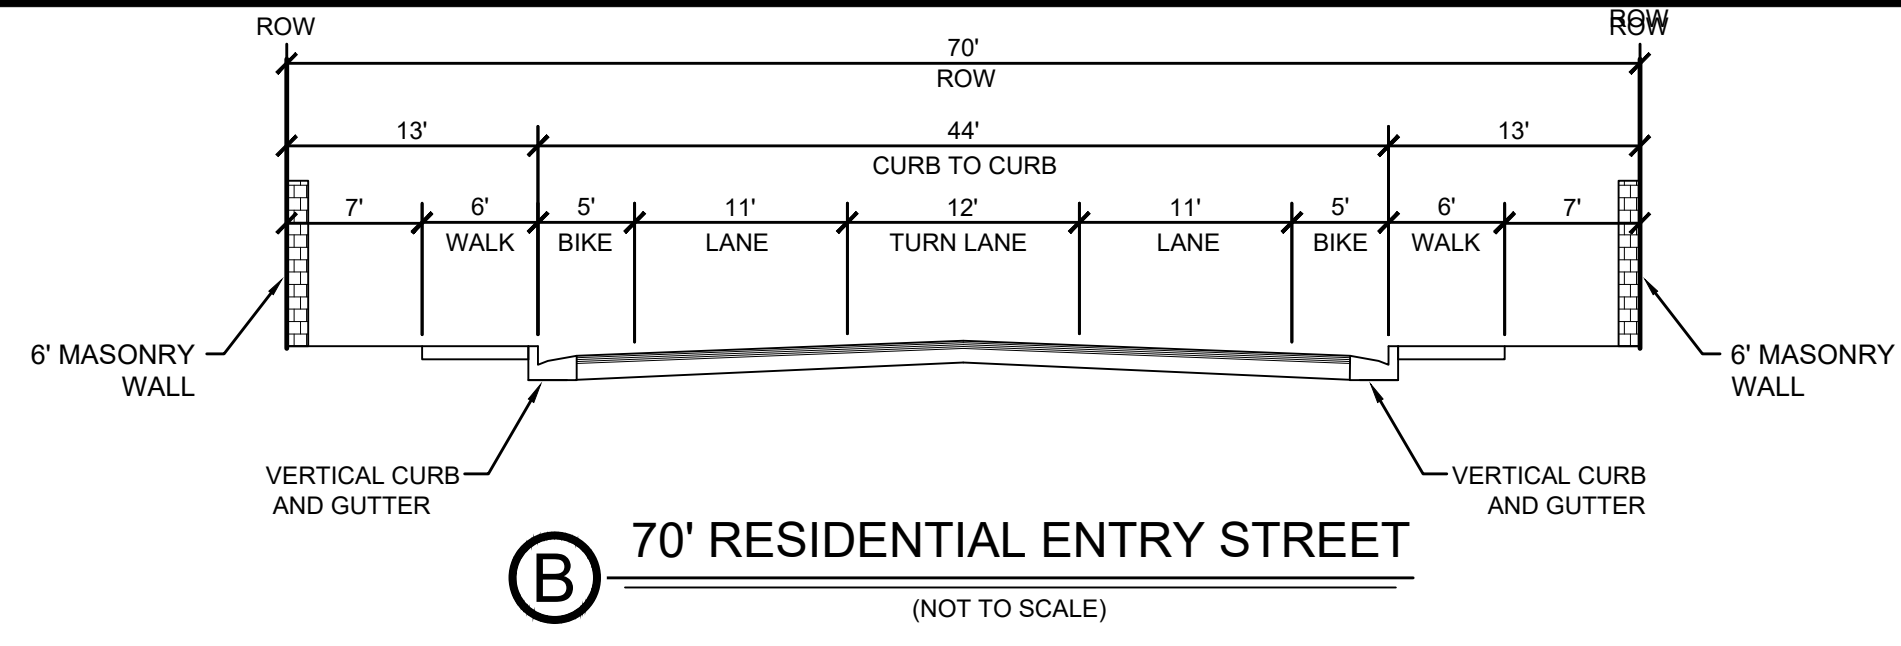 ROW
ROW
ROW
70'
ROW
13'
44'
13'
CURB TO CURB
7'
6'
5'
11'
12'
11'
5'
6'
7'
WALK
BIKE
LANE
TURN LANE
LANE
BIKE
WALK
6' MASONRY
WALL
6' MASONRY
WALL
VERTICAL CURB
AND GUTTER
VERTICAL CURB
AND GUTTER
B
70' RESIDENTIAL ENTRY STREET
(NOT TO SCALE)